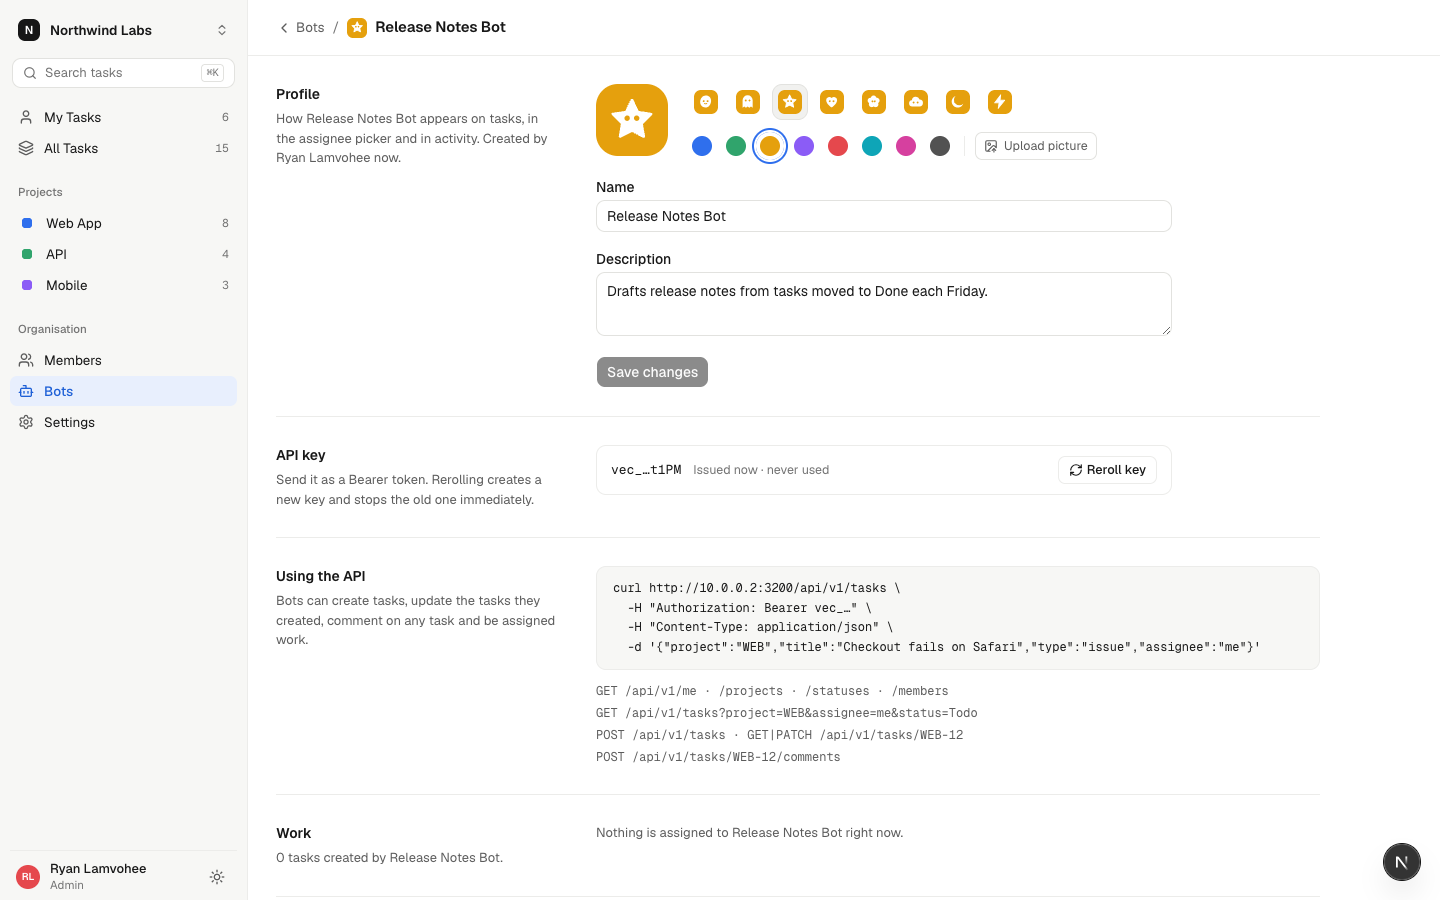 N Northwind Labs
Search tasks ⌘K
My Tasks 6
All Tasks 15
Projects
Web App 8
API 4
Mobile 3
Organisation
Members
Bots
Settings
RL Ryan Lamvohee
Admin
Bots / Release Notes Bot
Profile
How Release Notes Bot appears on tasks, in
the assignee picker and in activity. Created by
Ryan Lamvohee now.
Upload picture
Name
Release Notes Bot
Description
Drafts release notes from tasks moved to Done each Friday.
Save changes
API key
Send it as a Bearer token. Rerolling creates a
new key and stops the old one immediately.
vec_…t1PM Issued now · never used
Reroll key
Using the API
Bots can create tasks, update the tasks they
created, comment on any task and be assigned
work.
curl http://10.0.0.2:3200/api/v1/tasks \
-H "Authorization: Bearer vec_…" \
-H "Content-Type: application/json" \
-d '{"project":"WEB","title":"Checkout fails on Safari","type":"issue","assignee":"me"}'
GET /api/v1/me · /projects · /statuses · /members
GET /api/v1/tasks?project=WEB&assignee=me&status=Todo
POST /api/v1/tasks · GET|PATCH /api/v1/tasks/WEB-12
POST /api/v1/tasks/WEB-12/comments
Work
0 tasks created by Release Notes Bot.
Nothing is assigned to Release Notes Bot right now.
N